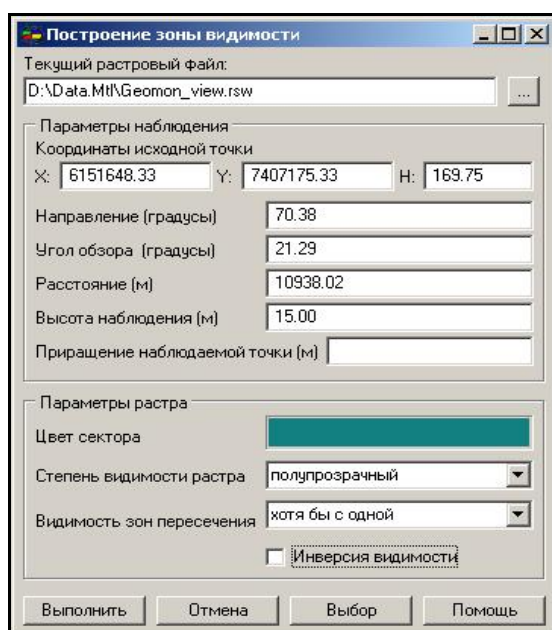 Построение зоны видимости
Текущий растровый файл:
D:\Data.Mtl\Geomon_view.rsw ...
Параметры наблюдения
Координаты исходной точки
X: 6151648.33 Y: 7407175.33 H: 169.75
Направление (градусы) 70.38
Угол обзора (градусы) 21.29
Расстояние (м) 10938.02
Высота наблюдения (м) 15.00
Приращение наблюдаемой точки (м)
Параметры растра
Цвет сектора
Степень видимости растра полупрозрачный
Видимость зон пересечения хотя бы с одной
Инверсия видимости
Выполнить Отмена Выбор Помощь